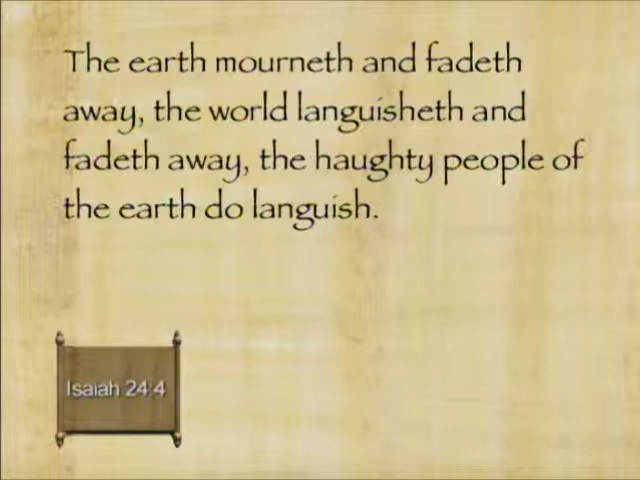 The earth mourneth and fadeth
away, the world languisheth and
fadeth away, the haughty people of
the earth do languish.
Isaiah 24:4